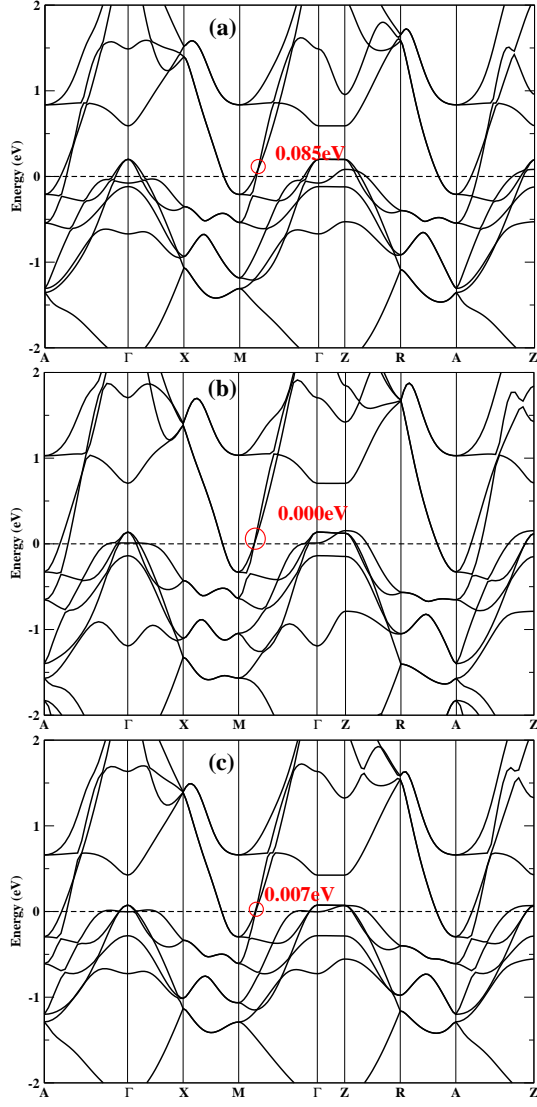 (a)
2
1
0
-1
-2
Energy (eV)
0.085eV
A Γ X M Γ Z R A Z
(b)
2
1
0
-1
-2
Energy (eV)
0.000eV
A Γ X M Γ Z R A Z
(c)
2
1
0
-1
-2
Energy (eV)
0.007eV
A Γ X M Γ Z R A Z